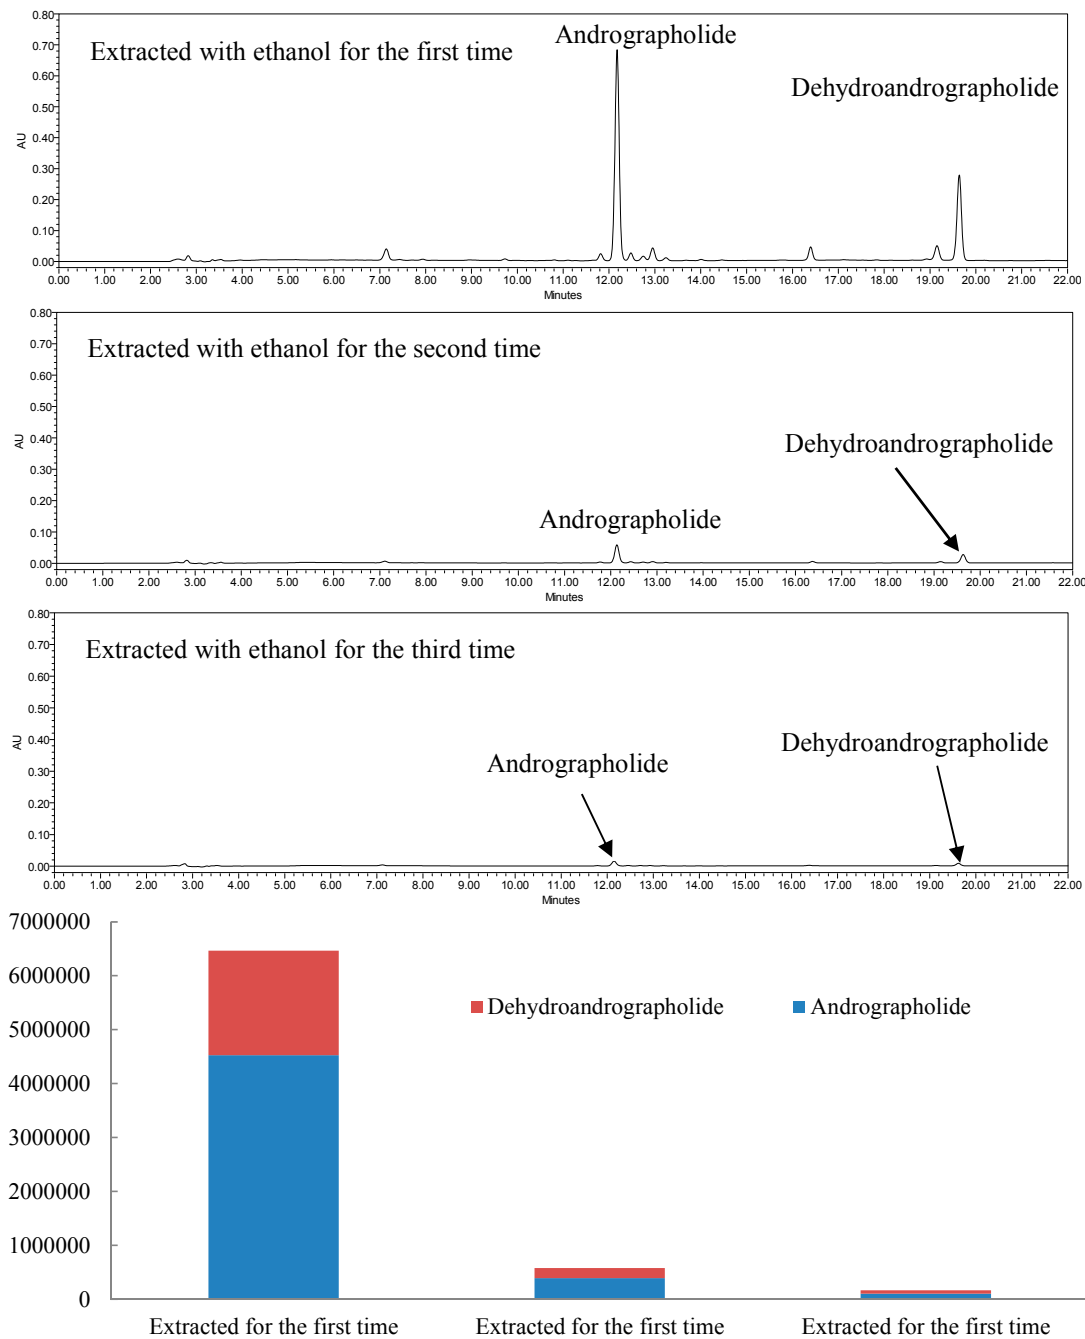 0.80
Extracted with ethanol for the first time
Andrographolide
Dehydroandrographolide
0.70
0.60
0.50
0.40
0.30
0.20
0.10
0.00
AU
0.00 1.00 2.00 3.00 4.00 5.00 6.00 7.00 8.00 9.00 10.00 11.00 12.00 13.00 14.00 15.00 16.00 17.00 18.00 19.00 20.00 21.00 22.00
Minutes
0.80
Extracted with ethanol for the second time
0.70
0.60
0.50
0.40
0.30
0.20
0.10
0.00
AU
Dehydroandrographolide
Andrographolide
0.00 1.00 2.00 3.00 4.00 5.00 6.00 7.00 8.00 9.00 10.00 11.00 12.00 13.00 14.00 15.00 16.00 17.00 18.00 19.00 20.00 21.00 22.00
Minutes
0.80
Extracted with ethanol for the third time
0.70
0.60
0.50
0.40
0.30
0.20
0.10
0.00
AU
Dehydroandrographolide
Andrographolide
0.00 1.00 2.00 3.00 4.00 5.00 6.00 7.00 8.00 9.00 10.00 11.00 12.00 13.00 14.00 15.00 16.00 17.00 18.00 19.00 20.00 21.00 22.00
Minutes
7000000
6000000
5000000
4000000
3000000
2000000
1000000
0
Dehydroandrographolide Andrographolide
Extracted for the first time Extracted for the first time Extracted for the first time